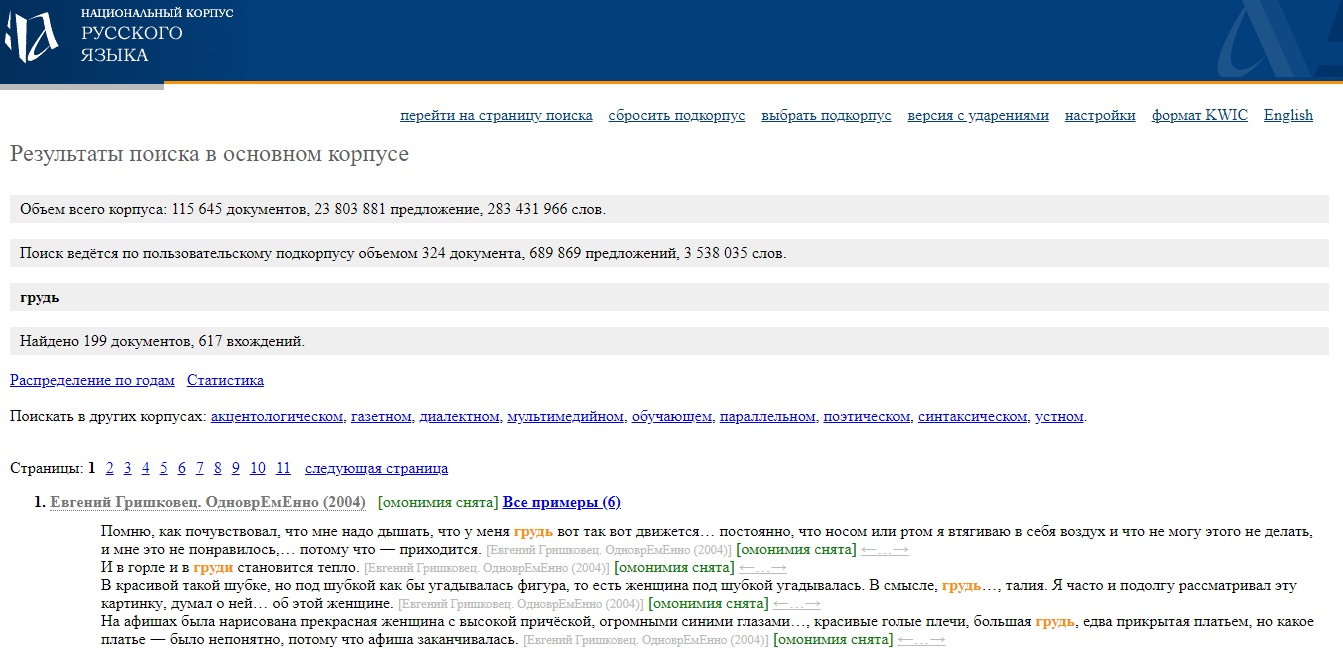 НАЦИОНАЛЬНЫЙ КОРПУС
РУССКОГО
ЯЗЫКА
перейти на страницу поиска сбросить подкорпус выбрать подкорпус версия с ударениями настройки формат KWIC English
Результаты поиска в основном корпусе
Объем всего корпуса: 115 645 документов, 23 803 881 предложение, 283 431 966 слов.
Поиск ведётся по пользовательскому подкорпусу объемом 324 документа, 689 869 предложений, 3 538 035 слов.
грудь
Найдено 199 документов, 617 вхождений.
Распределение по годам Статистика
Поискать в других корпусах: акцентологическом, газетном, диалектном, мультимедийном, обучающем, параллельном, поэтическом, синтаксическом, устном.
Страницы: 1 2 3 4 5 6 7 8 9 10 11 следующая страница
1. Евгений Гришковец. ОдноврЕмЕнно (2004) [омонимия снята] Все примеры (6)
Помню, как почувствовал, что мне надо дышать, что у меня грудь вот так вот движется… постоянно, что носом или ртом я втягиваю в себя воздух и что не могу этого не делать,
и мне это не понравилось,… потому что — приходится. [Евгений Гришковец. ОдноврЕмЕнно (2004)] [омонимия снята] ←…→
И в горле и в груди становится тепло. [Евгений Гришковец. ОдноврЕмЕнно (2004)] [омонимия снята] ←…→
В красивой такой шубке, но под шубкой как бы угадывалась фигура, то есть женщина под шубкой угадывалась. В смысле, грудь…, талия. Я часто и подолгу рассматривал эту
картинку, думал о ней… об этой женщине. [Евгений Гришковец. ОдноврЕмЕнно (2004)] [омонимия снята] ←…→
На афишах была нарисована прекрасная женщина с высокой причёской, огромными синими глазами…, красивые голые плечи, большая грудь, едва прикрытая платьем, но какое
платье — было непонятно, потому что афиша заканчивалась. [Евгений Гришковец. ОдноврЕмЕнно (2004)] [омонимия снята] ←…→